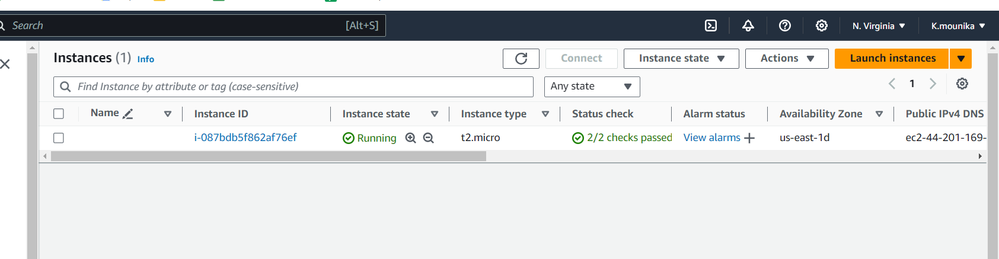 Search [Alt+S] N. Virginia K.mounika
Instances (1) Info Connect Instance state Actions Launch instances
Find Instance by attribute or tag (case-sensitive) Any state 1
Name Instance ID Instance state Instance type Status check Alarm status Availability Zone Public IPv4 DNS
i-087bdb5f862af76ef Running t2.micro 2/2 checks passed View alarms us-east-1d ec2-44-201-169-